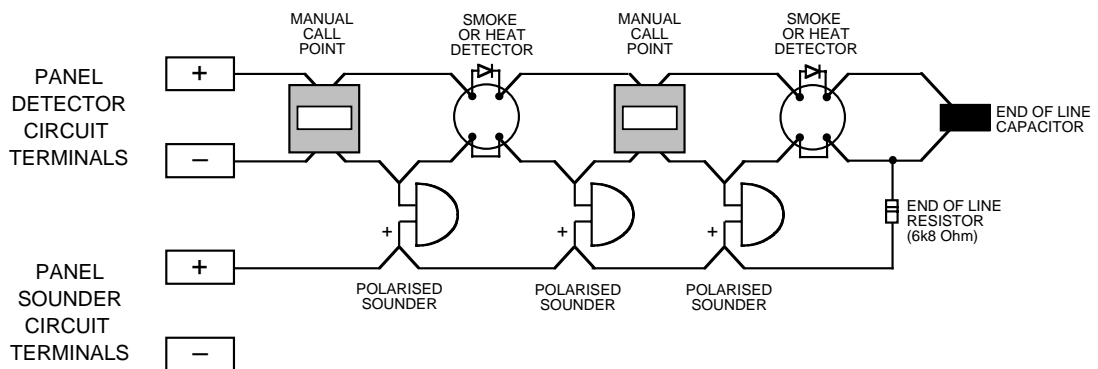 MANUAL
CALL
POINT
SMOKE
OR HEAT
DETECTOR
MANUAL
CALL
POINT
SMOKE
OR HEAT
DETECTOR
PANEL
DETECTOR
CIRCUIT
TERMINALS
+
−
END OF LINE
CAPACITOR
+
+
+
END OF LINE
RESISTOR
(6k8 Ohm)
PANEL
SOUNDER
CIRCUIT
TERMINALS
+
−
POLARISED
SOUNDER
POLARISED
SOUNDER
POLARISED
SOUNDER